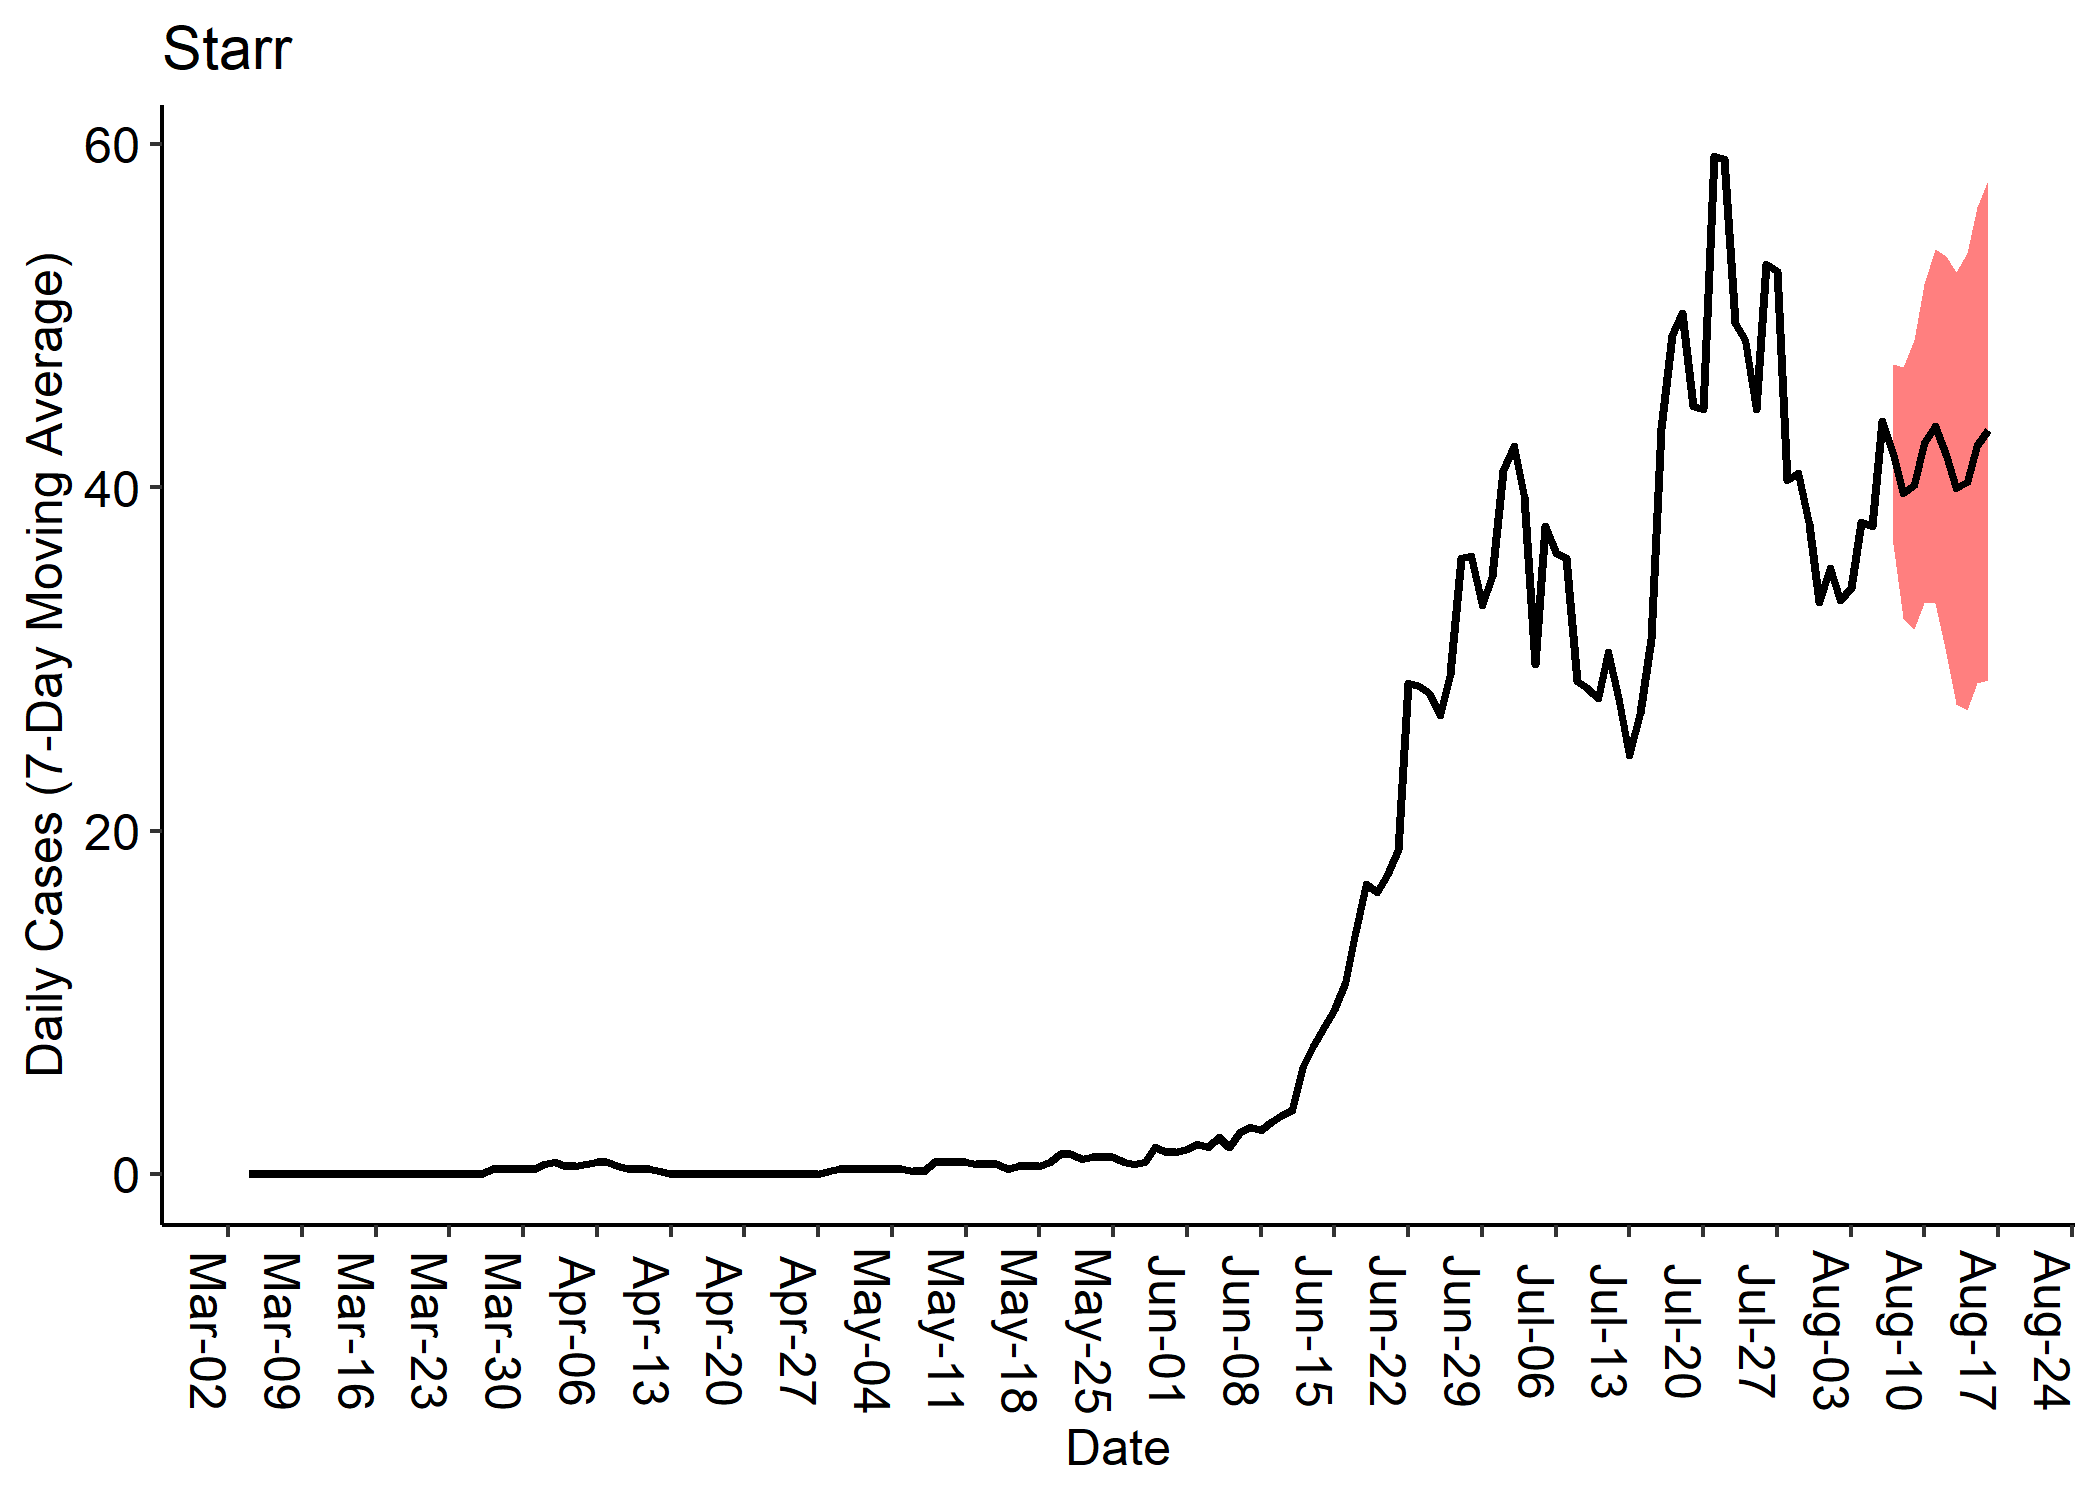 Starr
Daily Cases (7-Day Moving Average)
60
40
20
0
Mar-02
Mar-09
Mar-16
Mar-23
Mar-30
Apr-06
Apr-13
Apr-20
Apr-27
May-04
May-11
May-18
May-25
Jun-01
Jun-08
Jun-15
Jun-22
Jun-29
Jul-06
Jul-13
Jul-20
Jul-27
Aug-03
Aug-10
Aug-17
Aug-24
Date